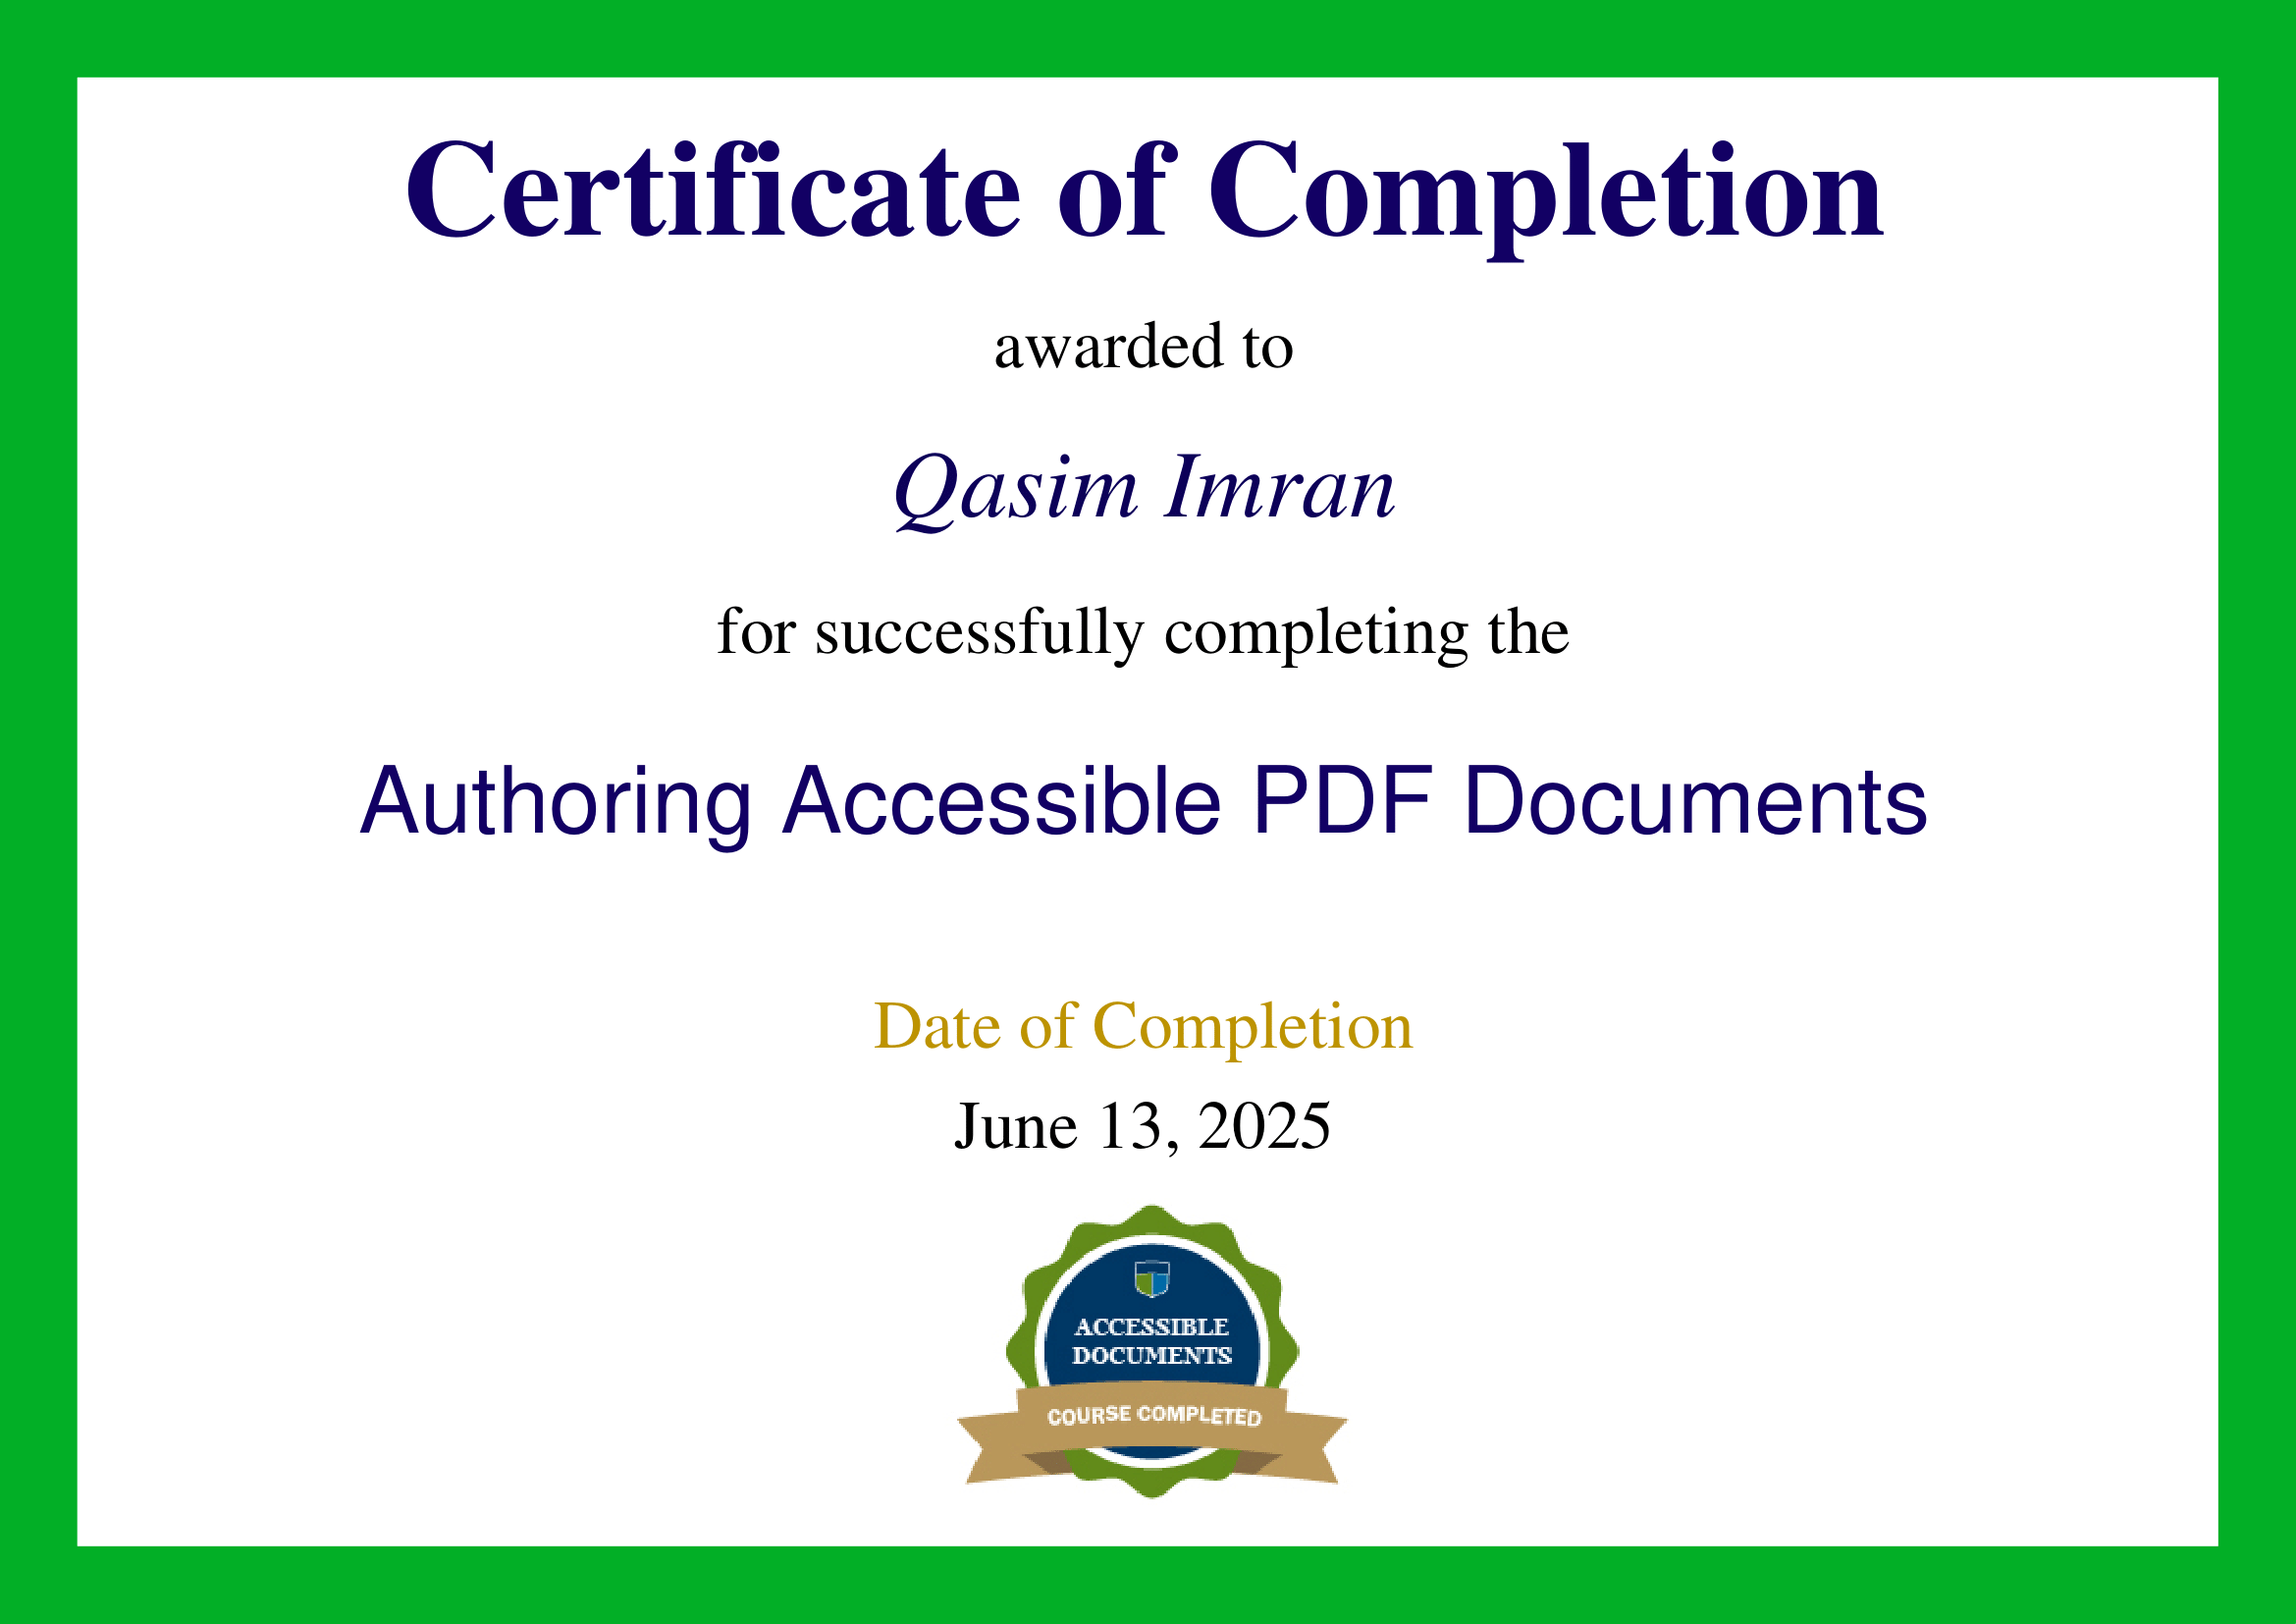 Certificate of Completion
awarded to
Qasim Imran
for successfully completing the
Authoring Accessible PDF Documents
Date of Completion
June 13, 2025
ACCESSIBLE
DOCUMENTS
COURSE COMPLETED